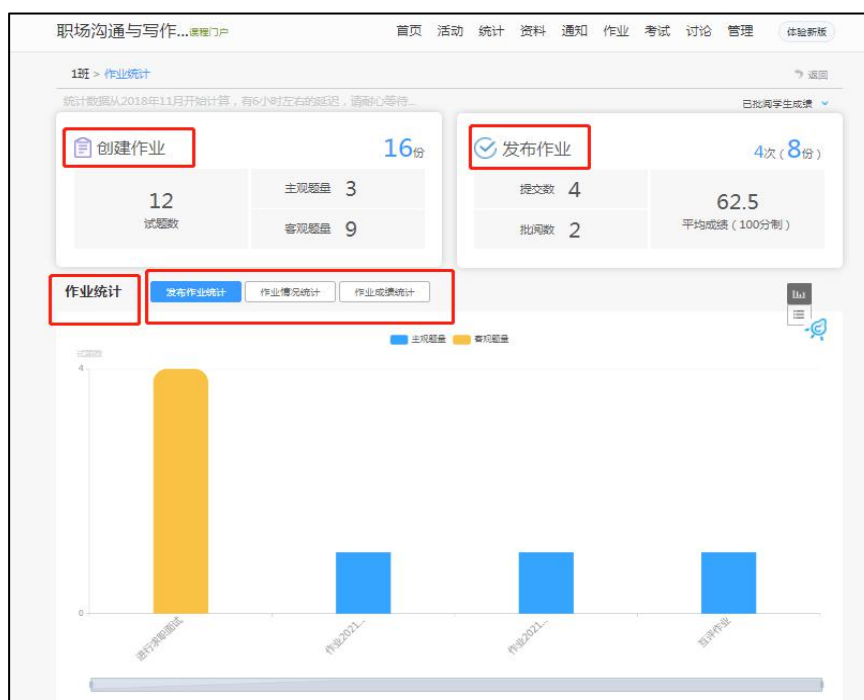 职场沟通与写作...课程门户 首页 活动 统计 资料 通知 作业 考试 讨论 管理 体验新版
1班 > 作业统计 返回
统计数据从2018年11月开始计算，有6小时左右的延迟，请耐心等待... 已批阅学生成绩
创建作业 16份
12
试题数
主观题量 3
客观题量 9
发布作业 4次（8份）
提交数 4
批阅数 2
62.5
平均成绩（100分制）
作业统计 发布作业统计 作业情况统计 作业成绩统计
主观题量 客观题量
试题数
4
0
进行求职面试 作业2021... 作业2021... 互评作业